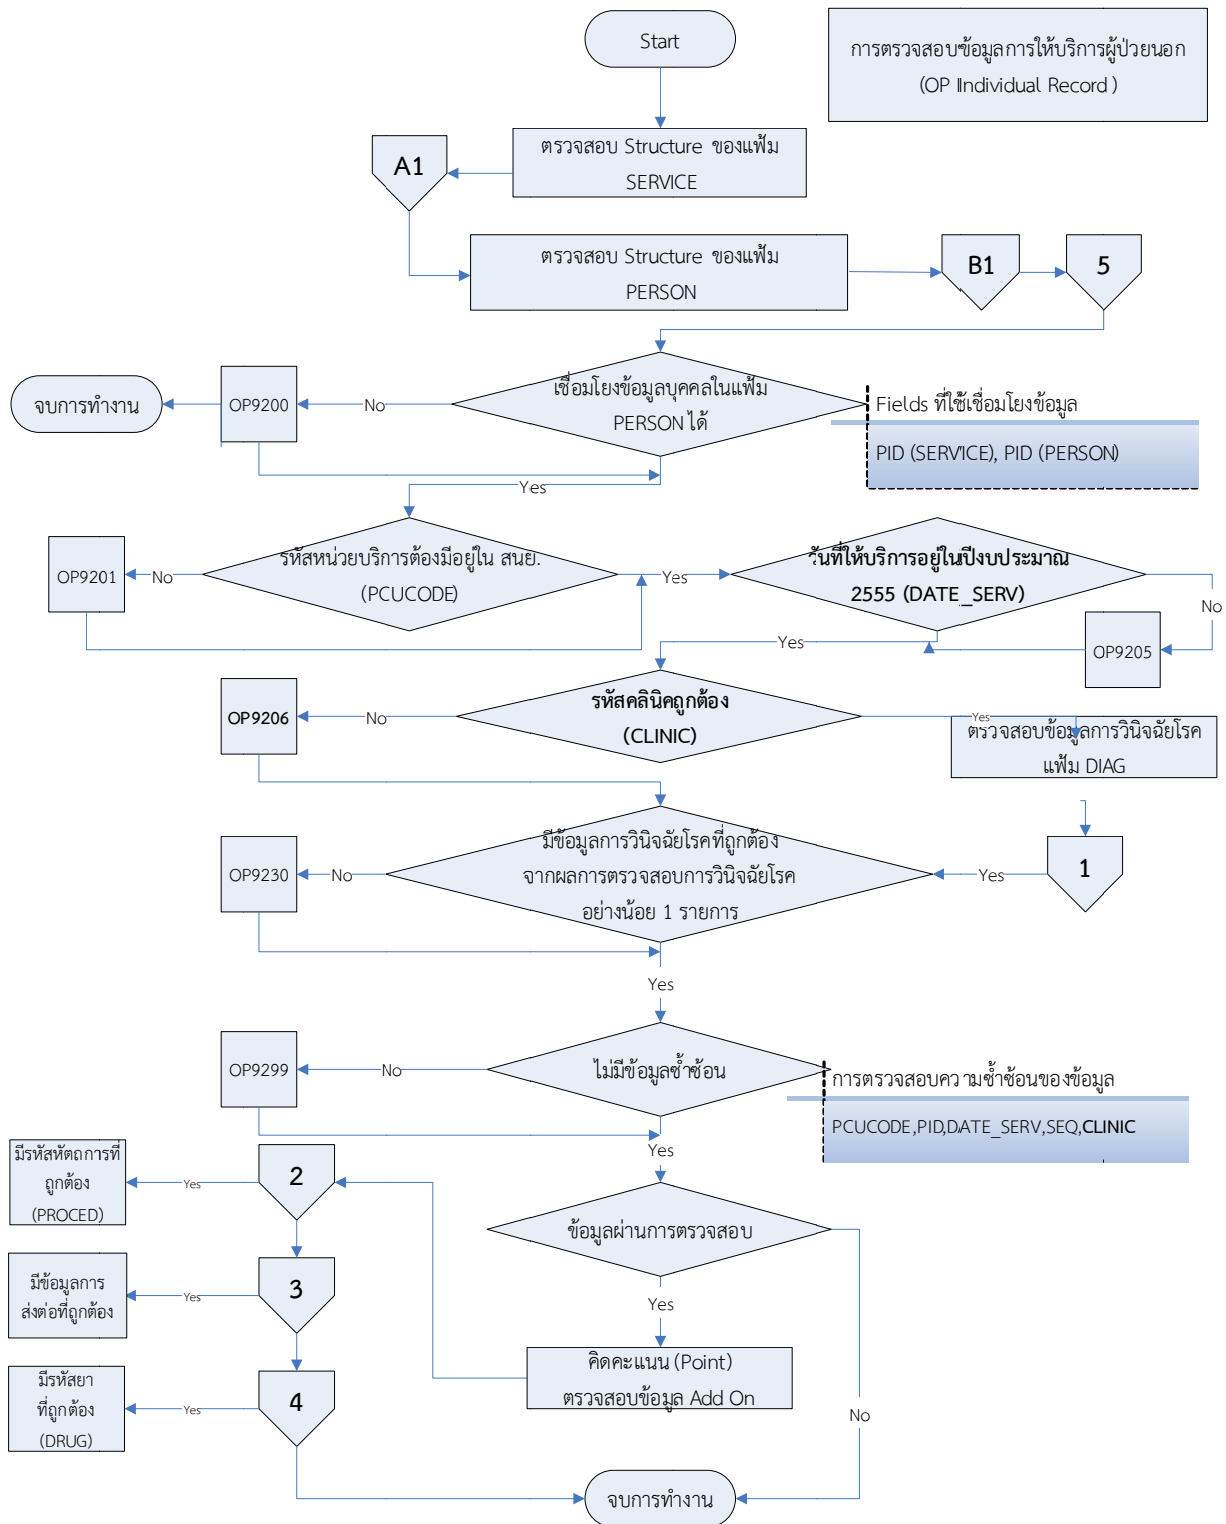 Start
การตรวจสอบข้อมูลการให้บริการผู้ป่วยนอก
(OP IIndividual Record )
ตรวจสอบ Structure ของแฟ้ม
SERVICE
A1
ตรวจสอบ Structure ของแฟ้ม
PERSON
B1
5
เชื่อมโยงข้อมูลบุคคลในแฟ้ม
PERSON ได้
No
OP9200
จบการทำงาน
Fields ที่ใช้เชื่อมโยงข้อมูล
PID (SERVICE), PID (PERSON)
Yes
รหัสหน่วยบริการต้องมีอยู่ใน สนย.
(PCUCODE)
No
OP9201
Yes
วันที่ให้บริการอยู่ในปีงบประมาณ
2555 (DATE_SERV)
No
OP9205
Yes
รหัสคลินิคถูกต้อง
(CLINIC)
No
OP9206
Yes
ตรวจสอบข้อมูลการวินิจฉัยโรค
แฟ้ม DIAG
1
Yes
มีข้อมูลการวินิจฉัยโรคที่ถูกต้อง
จากผลการตรวจสอบการวินิจฉัยโรค
อย่างน้อย 1 รายการ
No
OP9230
Yes
ไม่มีข้อมูลซ้ำซ้อน
No
OP9299
การตรวจสอบความซ้ำซ้อนของข้อมูล
PCUCODE,PID,DATE_SERV,SEQ,CLINIC
Yes
มีรหัสหัตถการที่
ถูกต้อง
(PROCED)
Yes
2
ข้อมูลผ่านการตรวจสอบ
มีข้อมูลการ
ส่งต่อที่ถูกต้อง
Yes
3
Yes
คิดคะแนน (Point)
ตรวจสอบข้อมูล Add On
มีรหัสยา
ที่ถูกต้อง
(DRUG)
Yes
4
No
จบการทำงาน